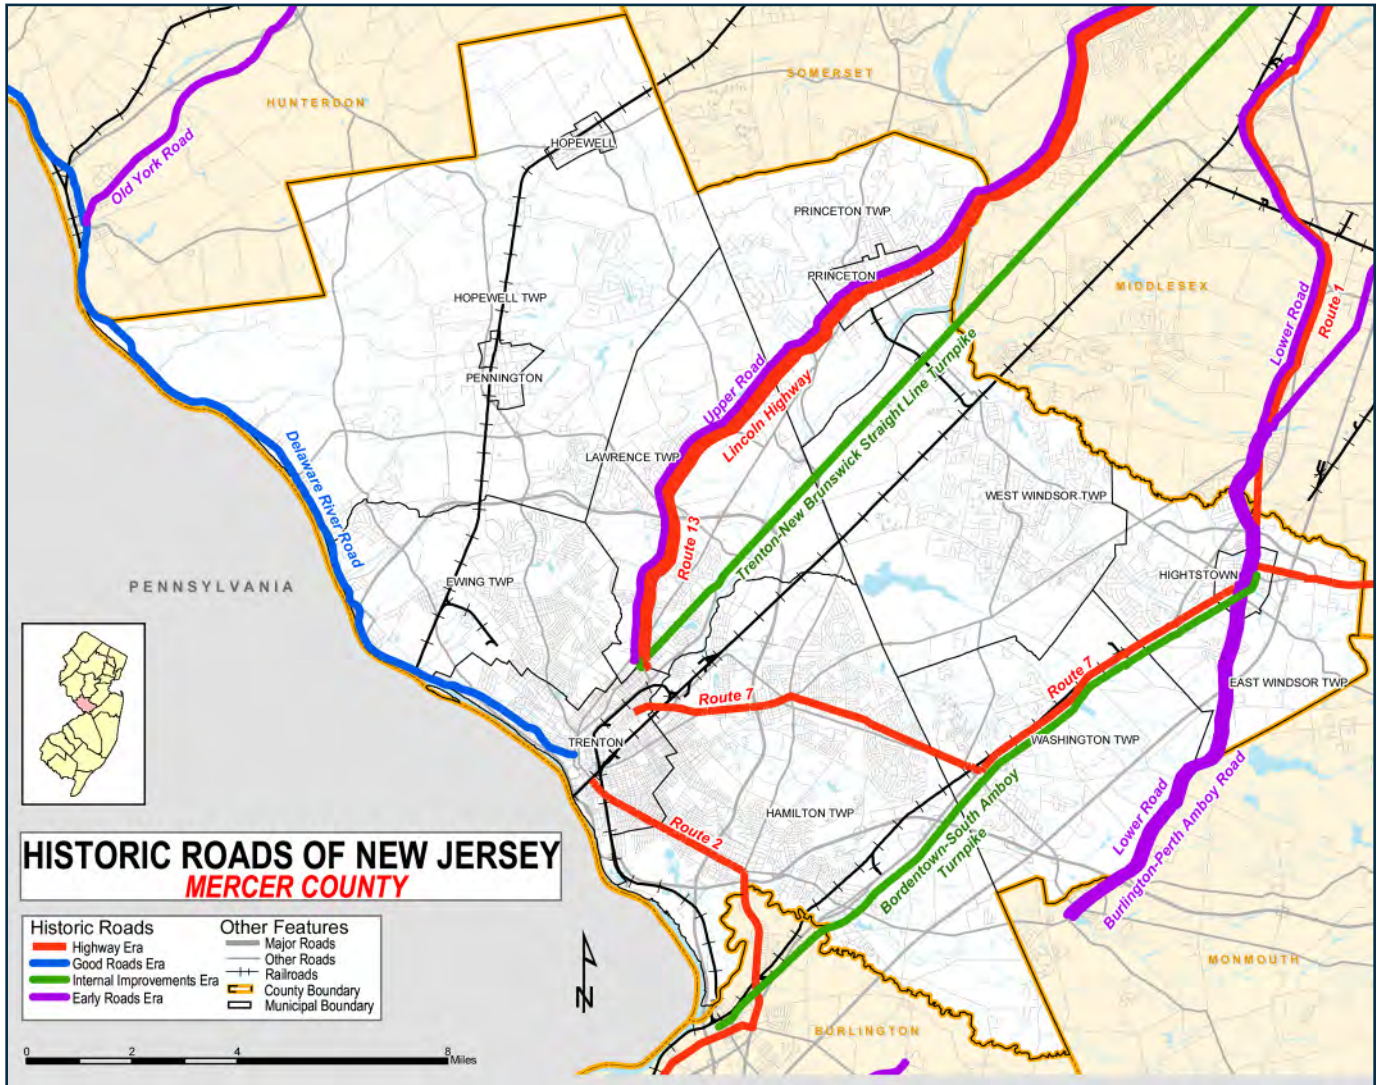 HUNTERDON
SOMERSET
Old York Road
HOPEWELL
PRINCETON TWP
PRINCETON
MIDDLESEX
HOPEWELL TWP
Lower Road
Route 1
PENNINGTON
Upper Road
Lincoln Highway
Trenton-New Brunswick Straight Line Turnpike
Delaware River Road
LAWRENCE TWP
WEST WINDSOR TWP
Route 13
PENNSYLVANIA
EWING TWP
HIGHTSTOWN
Route 7
Route 7
EAST WINDSOR TWP
TRENTON
WASHINGTON TWP
HAMILTON TWP
Route 2
Bordentown-South Amboy
Turnpike
Lower Road
Burlington-Perth Amboy Road
MONMOUTH
BURLINGTON
HISTORIC ROADS OF NEW JERSEY
MERCER COUNTY
Historic Roads
Highway Era
Good Roads Era
Internal Improvements Era
Early Roads Era
Other Features
Major Roads
Other Roads
Railroads
County Boundary
Municipal Boundary
N
0 2 4 8
Miles